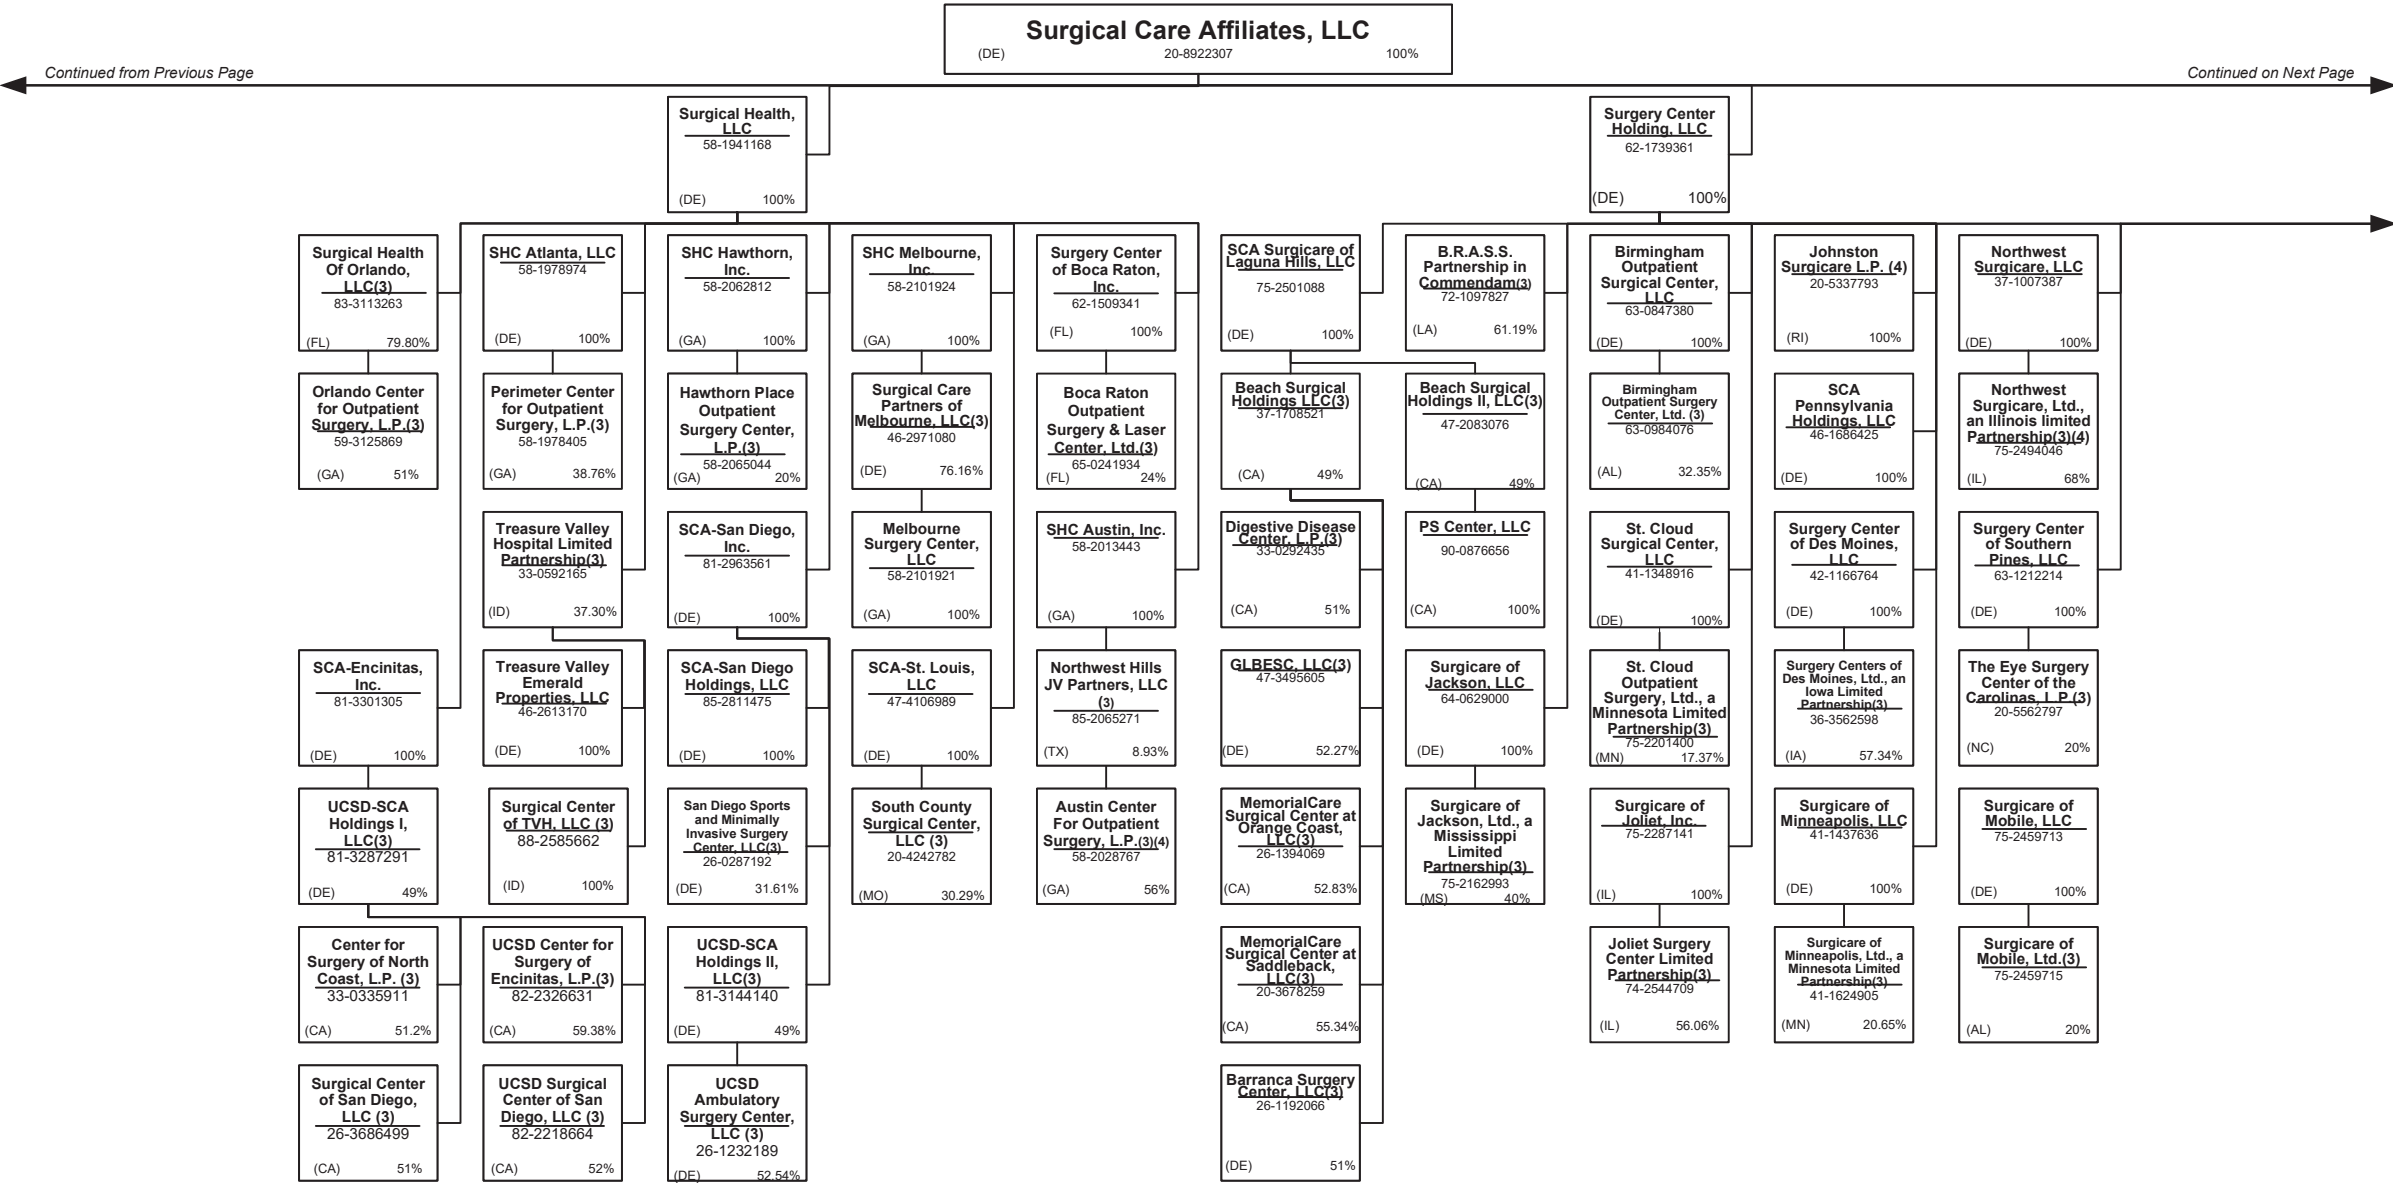 Surgical Care Affiliates, LLC
(DE) 20-8922307 100%
Continued from Previous Page
Continued on Next Page
Surgical Health,
LLC
58-1941168
(DE) 100%
Surgery Center
Holding, LLC
62-1739361
(DE) 100%
Surgical Health
Of Orlando,
LLC(3)
83-3113263
(FL) 79.80%
SHC Atlanta, LLC
58-1978974
(DE) 100%
SHC Hawthorn,
Inc.
58-2062812
(GA) 100%
SHC Melbourne,
Inc.
58-2101924
(GA) 100%
Surgery Center
of Boca Raton,
Inc.
62-1509341
(FL) 100%
SCA Surgicare of
Laguna Hills, LLC
75-2501088
(DE) 100%
B.R.A.S.S.
Partnership in
Commendam(3)
72-1097827
(LA) 61.19%
Birmingham
Outpatient
Surgical Center,
LLC
63-0847380
(DE) 100%
Johnston
Surgicare L.P. (4)
20-5337793
(RI) 100%
Northwest
Surgicare, LLC
37-1007387
(DE) 100%
Orlando Center
for Outpatient
Surgery, L.P.(3)
59-3125869
(GA) 51%
Perimeter Center
for Outpatient
Surgery, L.P.(3)
58-1978405
(GA) 38.76%
Hawthorn Place
Outpatient
Surgery Center,
L.P.(3)
58-2065044
(GA) 20%
Surgical Care
Partners of
Melbourne, LLC(3)
46-2971080
(DE) 76.16%
Boca Raton
Outpatient
Surgery & Laser
Center, Ltd.(3)
65-0241934
(FL) 24%
Beach Surgical
Holdings LLC(3)
37-1708521
(CA) 49%
Beach Surgical
Holdings II, LLC(3)
47-2083076
(CA) 49%
Birmingham
Outpatient Surgery
Center, Ltd. (3)
63-0984076
(AL) 32.35%
SCA
Pennsylvania
Holdings, LLC
46-1686425
(DE) 100%
Northwest
Surgicare, Ltd.,
an Illinois limited
Partnership(3)(4)
75-2494046
(IL) 68%
Treasure Valley
Hospital Limited
Partnership(3)
33-0592165
(ID) 37.30%
SCA-San Diego,
Inc.
81-2963561
(DE) 100%
Melbourne
Surgery Center,
LLC
58-2101921
(GA) 100%
SHC Austin, Inc.
58-2013443
(GA) 100%
Digestive Disease
Center, L.P.(3)
33-0292435
(CA) 51%
PS Center, LLC
90-0876656
(CA) 100%
St. Cloud
Surgical Center,
LLC
41-1348916
(DE) 100%
Surgery Center
of Des Moines,
LLC
42-1166764
(DE) 100%
Surgery Center
of Southern
Pines, LLC
63-1212214
(DE) 100%
SCA-Encinitas,
Inc.
81-3301305
(DE) 100%
Treasure Valley
Emerald
Properties, LLC
46-2613170
(DE) 100%
SCA-San Diego
Holdings, LLC
85-2811475
(DE) 100%
SCA-St. Louis,
LLC
47-4106989
(DE) 100%
Northwest Hills
JV Partners, LLC
(3)
85-2065271
(TX) 8.93%
GLBESC, LLC(3)
47-3495605
(DE) 52.27%
Surgicare of
Jackson, LLC
64-0629000
(DE) 100%
St. Cloud
Outpatient
Surgery, Ltd., a
Minnesota Limited
Partnership(3)
75-2201400
(MN) 17.37%
Surgery Centers of
Des Moines, Ltd., an
Iowa Limited
Partnership(3)
36-3562598
(IA) 57.34%
The Eye Surgery
Center of the
Carolinas, L.P.(3)
20-5562797
(NC) 20%
UCSD-SCA
Holdings I,
LLC(3)
81-3287291
(DE) 49%
Surgical Center
of TVH, LLC (3)
88-2585662
(ID) 100%
San Diego Sports
and Minimally
Invasive Surgery
Center, LLC(3)
26-0287192
(DE) 31.61%
South County
Surgical Center,
LLC (3)
20-4242782
(MO) 30.29%
Austin Center
For Outpatient
Surgery, L.P.(3)(4)
58-2028767
(GA) 56%
MemorialCare
Surgical Center at
Orange Coast,
LLC(3)
26-1394069
(CA) 52.83%
Surgicare of
Jackson, Ltd., a
Mississippi
Limited
Partnership(3)
75-2162993
(MS) 40%
Surgicare of
Joliet, Inc.
75-2287141
(IL) 100%
Surgicare of
Minneapolis, LLC
41-1437636
(DE) 100%
Surgicare of
Mobile, LLC
75-2459713
(DE) 100%
Center for
Surgery of North
Coast, L.P. (3)
33-0335911
(CA) 51.2%
UCSD Center for
Surgery of
Encinitas, L.P.(3)
82-2326631
(CA) 59.38%
UCSD-SCA
Holdings II,
LLC(3)
81-3144140
(DE) 49%
MemorialCare
Surgical Center at
Saddleback,
LLC(3)
20-3678259
(CA) 55.34%
Joliet Surgery
Center Limited
Partnership(3)
74-2544709
(IL) 56.06%
Surgicare of
Minneapolis, Ltd., a
Minnesota Limited
Partnership(3)
41-1624905
(MN) 20.65%
Surgicare of
Mobile, Ltd.(3)
75-2459715
(AL) 20%
Surgical Center
of San Diego,
LLC (3)
26-3686499
(CA) 51%
UCSD Surgical
Center of San
Diego, LLC (3)
82-2218664
(CA) 52%
UCSD
Ambulatory
Surgery Center,
LLC (3)
26-1232189
(DE) 52.54%
Barranca Surgery
Center, LLC(3)
26-1192066
(DE) 51%